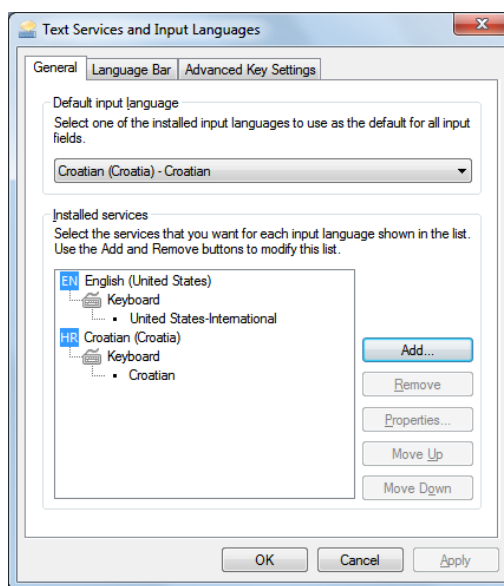 Text Services and Input Languages
General
Language Bar
Advanced Key Settings
Default input language
Select one of the installed input languages to use as the default for all input
fields.
Croatian (Croatia) - Croatian
Installed services
Select the services that you want for each input language shown in the list.
Use the Add and Remove buttons to modify this list.
EN English (United States)
Keyboard
United States-International
HR Croatian (Croatia)
Keyboard
Croatian
Add...
Remove
Properties...
Move Up
Move Down
OK
Cancel
Apply